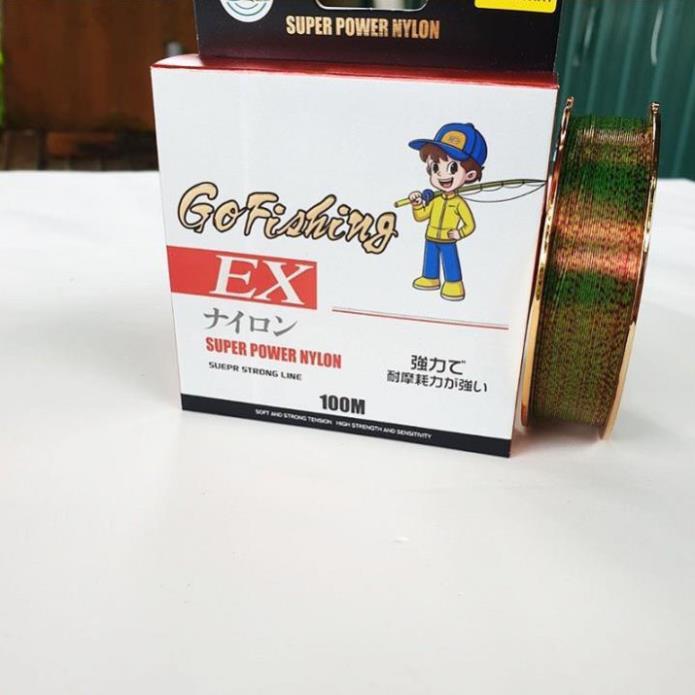 SUPER POWER NYLON
GoFishing
EX
ナイロン
SUPER POWER NYLON
SUEPR STRONG LINE
強力で
耐摩耗力が強い
100M
SOFT AND STRONG TENSION HIGH STRENGTH AND SENSITIVITY